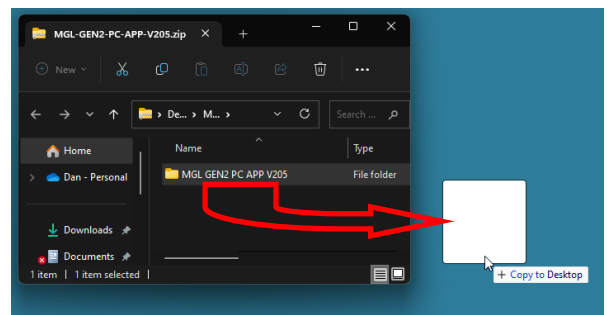 MGL-GEN2-PC-APP-V205.zip
New
De... › M... ›
Search ...
Name Type
Home
MGL GEN2 PC APP V205 File folder
Dan - Personal
Downloads
Documents
1 item | 1 item selected |
+ Copy to Desktop